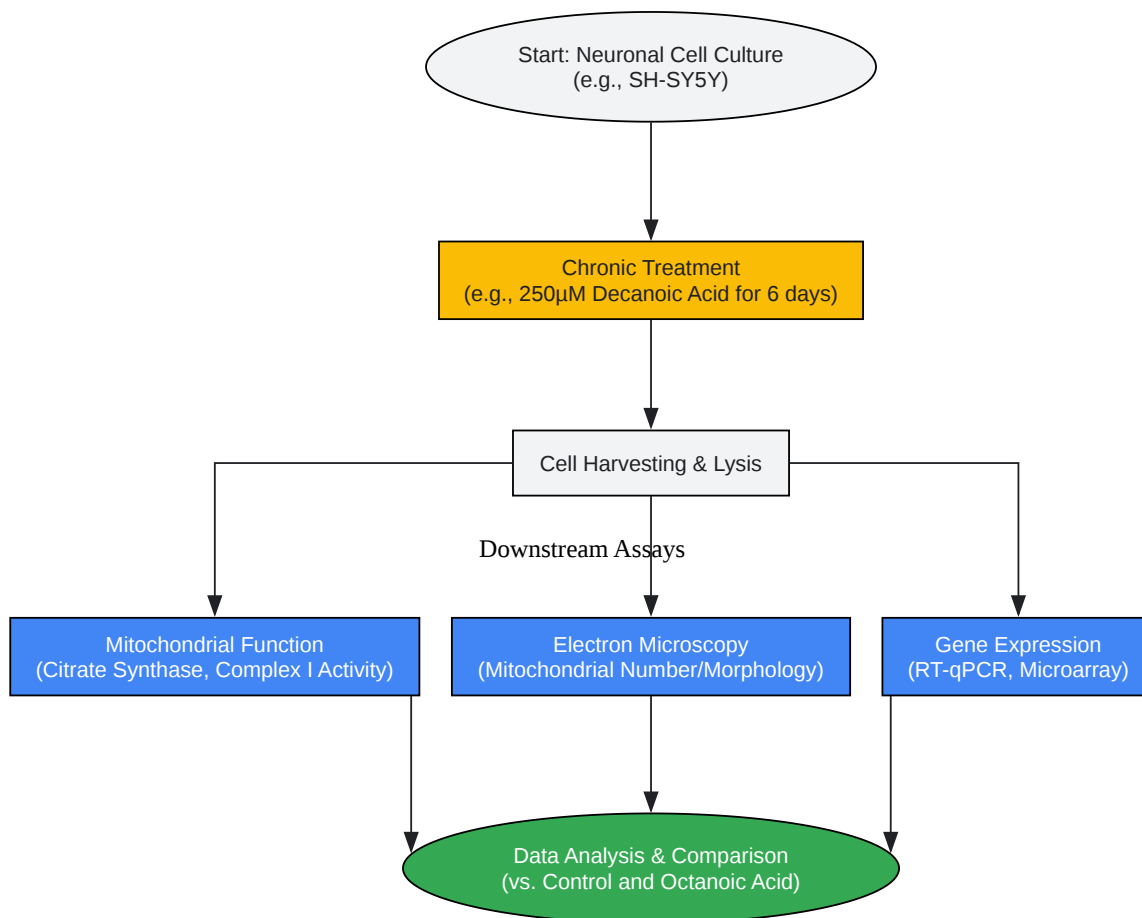 Start: Neuronal Cell Culture
(e.g., SH-SY5Y)
Chronic Treatment
(e.g., 250µM Decanoic Acid for 6 days)
Cell Harvesting & Lysis
Downstream Assays
Mitochondrial Function
(Citrate Synthase, Complex I Activity)
Electron Microscopy
(Mitochondrial Number/Morphology)
Gene Expression
(RT-qPCR, Microarray)
Data Analysis & Comparison
(vs. Control and Octanoic Acid)